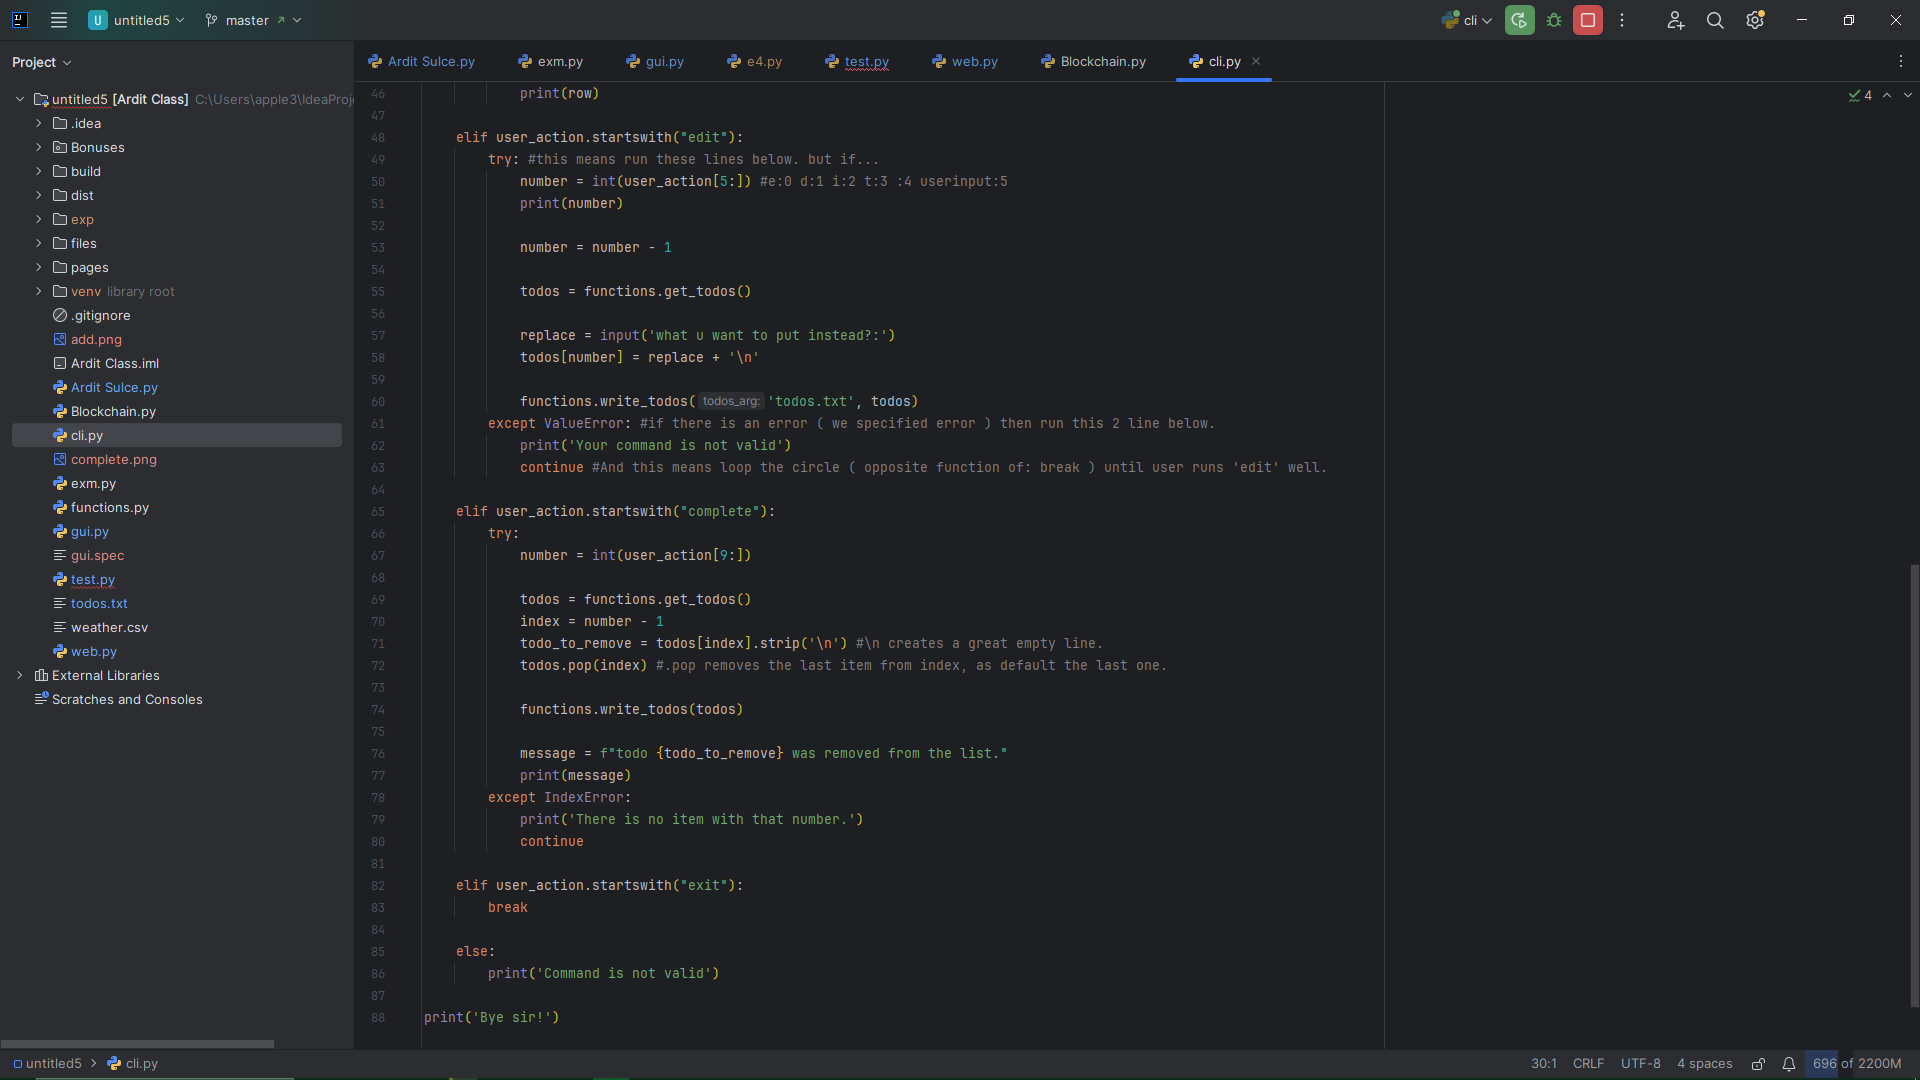 U untitled5 master cli
Project
Ardit Sulce.py exm.py gui.py e4.py test.py web.py Blockchain.py cli.py
untitled5 [Ardit Class] C:\Users\apple3\IdeaProj
.idea
Bonuses
build
dist
exp
files
pages
venv library root
.gitignore
add.png
Ardit Class.iml
Ardit Sulce.py
Blockchain.py
cli.py
complete.png
exm.py
functions.py
gui.py
gui.spec
test.py
todos.txt
weather.csv
web.py
External Libraries
Scratches and Consoles
4
46 print(row)
47
48 elif user_action.startswith("edit"):
49 try: #this means run these lines below. but if...
50 number = int(user_action[5:]) #e:0 d:1 i:2 t:3 :4 userinput:5
51 print(number)
52
53 number = number - 1
54
55 todos = functions.get_todos()
56
57 replace = input('what u want to put instead?:')
58 todos[number] = replace + '\n'
59
60 functions.write_todos( todos_arg: 'todos.txt', todos)
61 except ValueError: #if there is an error ( we specified error ) then run this 2 line below.
62 print('Your command is not valid')
63 continue #And this means loop the circle ( opposite function of: break ) until user runs 'edit' well.
64
65 elif user_action.startswith("complete"):
66 try:
67 number = int(user_action[9:])
68
69 todos = functions.get_todos()
70 index = number - 1
71 todo_to_remove = todos[index].strip('\n') #\n creates a great empty line.
72 todos.pop(index) #.pop removes the last item from index, as default the last one.
73
74 functions.write_todos(todos)
75
76 message = f"todo {todo_to_remove} was removed from the list."
77 print(message)
78 except IndexError:
79 print('There is no item with that number.')
80 continue
81
82 elif user_action.startswith("exit"):
83 break
84
85 else:
86 print('Command is not valid')
87
88 print('Bye sir!')
untitled5 cli.py
30:1 CRLF UTF-8 4 spaces 696 of 2200M